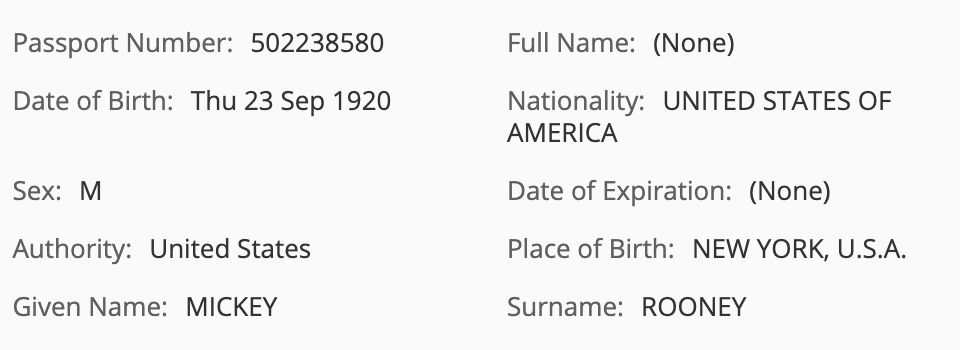 Passport Number: 502238580 Full Name: (None)
Date of Birth: Thu 23 Sep 1920 Nationality: UNITED STATES OF
AMERICA
Sex: M Date of Expiration: (None)
Authority: United States Place of Birth: NEW YORK, U.S.A.
Given Name: MICKEY Surname: ROONEY